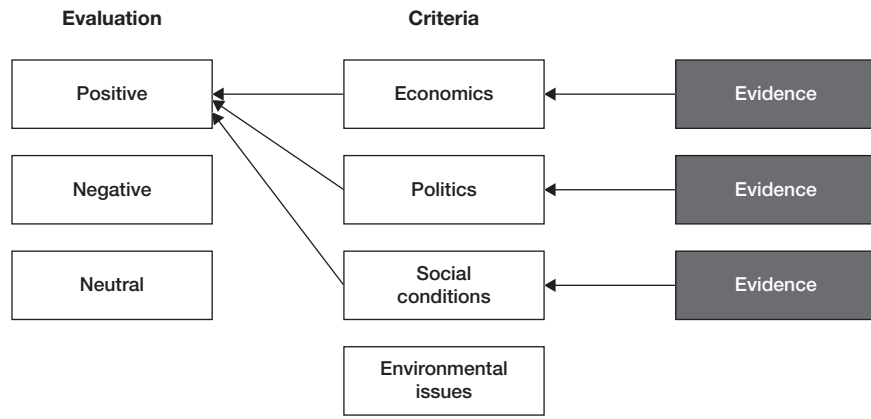 Evaluation
Criteria
Positive
Economics
Evidence
Negative
Politics
Evidence
Neutral
Social
conditions
Evidence
Environmental
issues